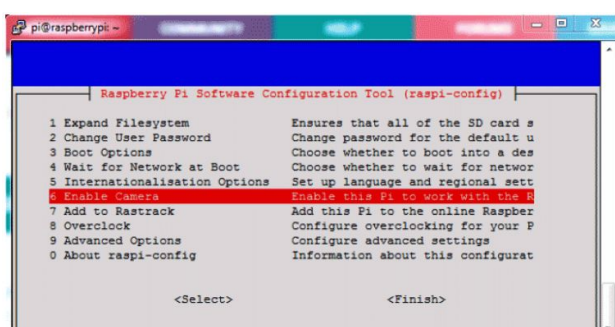 pi@raspberrypi: ~
Raspberry Pi Software Configuration Tool (raspi-config)
1 Expand Filesystem Ensures that all of the SD card s
2 Change User Password Change password for the default u
3 Boot Options Choose whether to boot into a des
4 Wait for Network at Boot Choose whether to wait for networ
5 Internationalisation Options Set up language and regional sett
6 Enable Camera Enable this Pi to work with the R
7 Add to Rastrack Add this Pi to the online Raspber
8 Overclock Configure overclocking for your P
9 Advanced Options Configure advanced settings
0 About raspi-config Information about this configurat
<Select> <Finish>